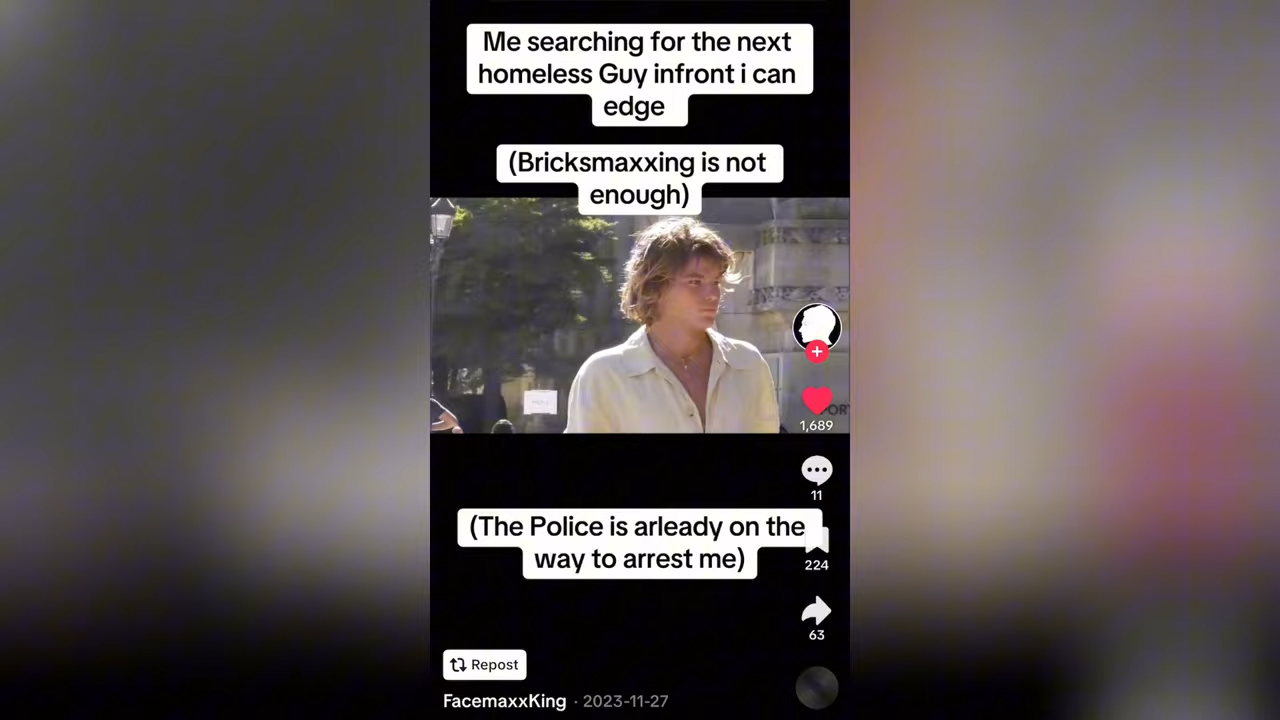 Me searching for the next
homeless Guy infront i can
edge
(Bricksmaxxing is not
enough)
1,689
11
(The Police is arleady on the
way to arrest me)
224
63
Repost
FacemaxxKing · 2023-11-27